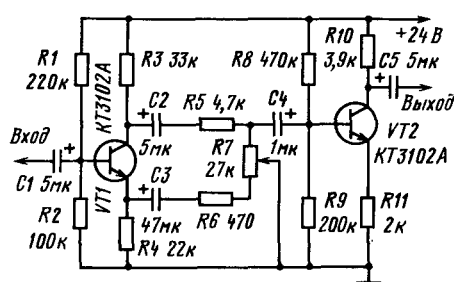 R1
220к
КТ3102А
R3 33к
R8 470к
R10
3,9к
+24 В
C5 5мк
C2
5мк
R5 4,7к
C4
1мк
VT2
КТ3102А
Выход
Вход
C1 5мк
VT1
C3
47мк
R7
27к
R6 470
R2
100к
R4 22к
R9
200к
R11
2к